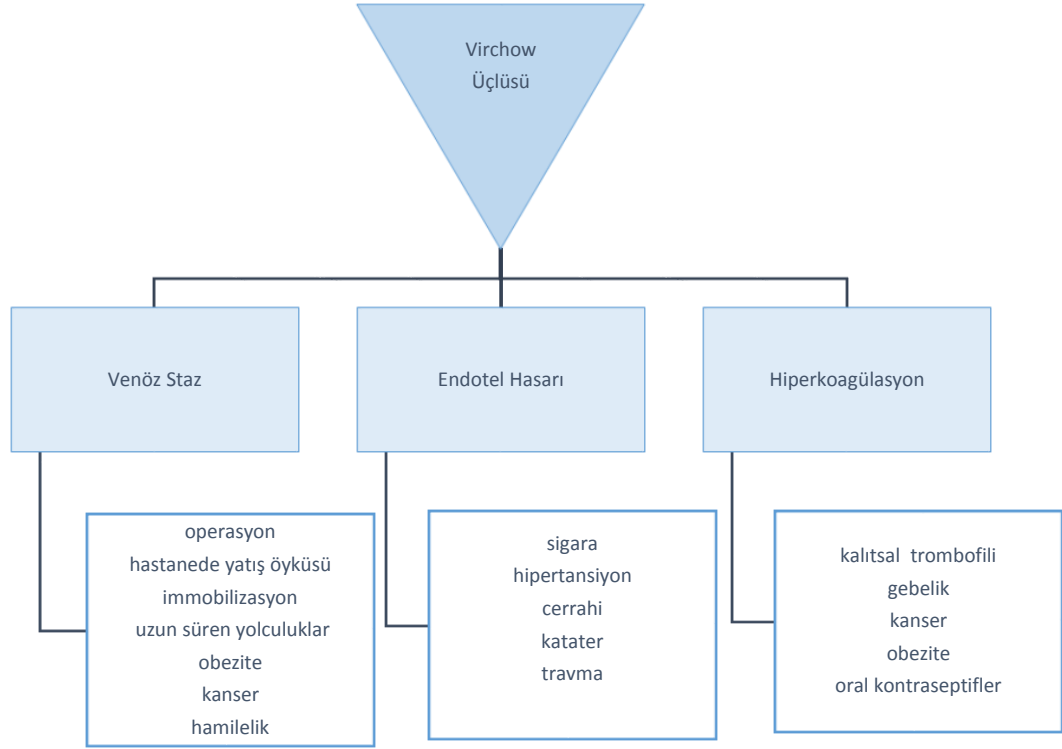 Virchow
Üçlüsü
Venöz Staz
Endotel Hasarı
Hiperkoagülasyon
operasyon
hastanede yatış öyküsü
immobilizasyon
uzun süren yolculuklar
obezite
kanser
hamilelik
sigara
hipertansiyon
cerrahi
katater
travma
kalıtsal trombofili
gebelik
kanser
obezite
oral kontraseptifler